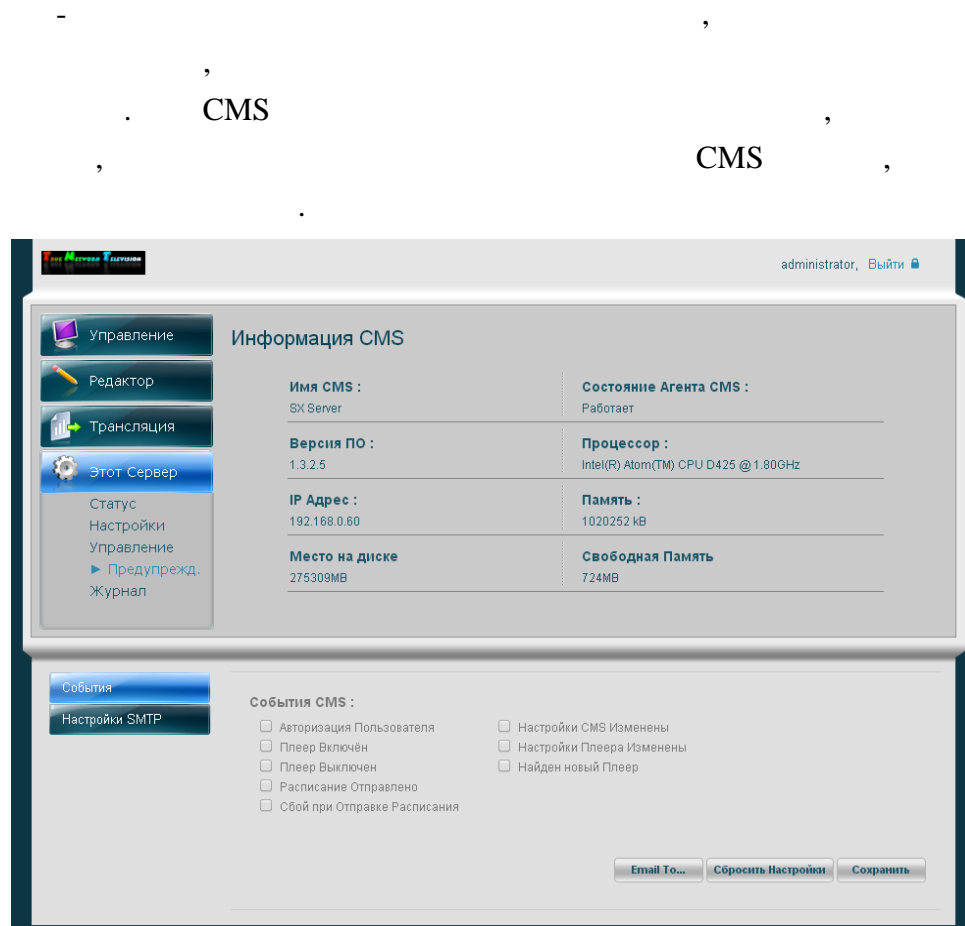 - ,
,
. CMS ,
, CMS ,
.
True Network Television
administrator, Выйти
Управление
Редактор
Трансляция
Этот Сервер
Статус
Настройки
Управление
► Предупрежд.
Журнал
Информация CMS
Имя CMS :
SX Server
Состояние Агента CMS :
Работает
Версия ПО :
1.3.2.5
Процессор :
Intel(R) Atom(TM) CPU D425 @ 1.80GHz
IP Адрес :
192.168.0.60
Память :
1020252 kB
Место на диске
275309MB
Свободная Память
724MB
События
Настройки SMTP
События CMS :
Авторизация Пользователя
Плеер Включён
Плеер Выключен
Расписание Отправлено
Сбой при Отправке Расписания
Настройки CMS Изменены
Настройки Плеера Изменены
Найден новый Плеер
Email To...
Сбросить Настройки
Сохранить